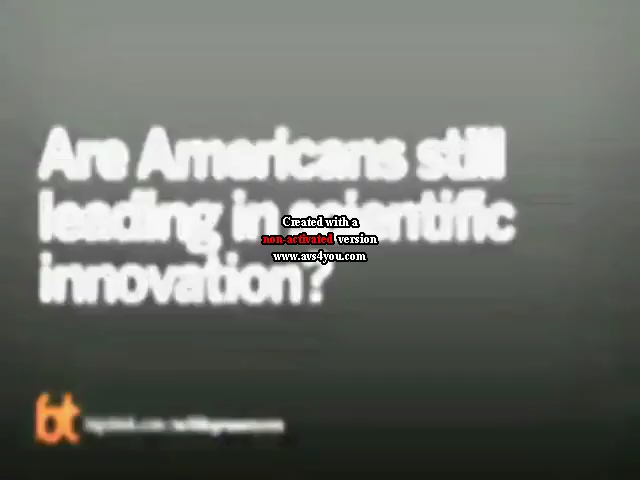 Are Americans still
leading in scientific
innovation?
Created with a
non-activated version
www.avs4you.com
bt